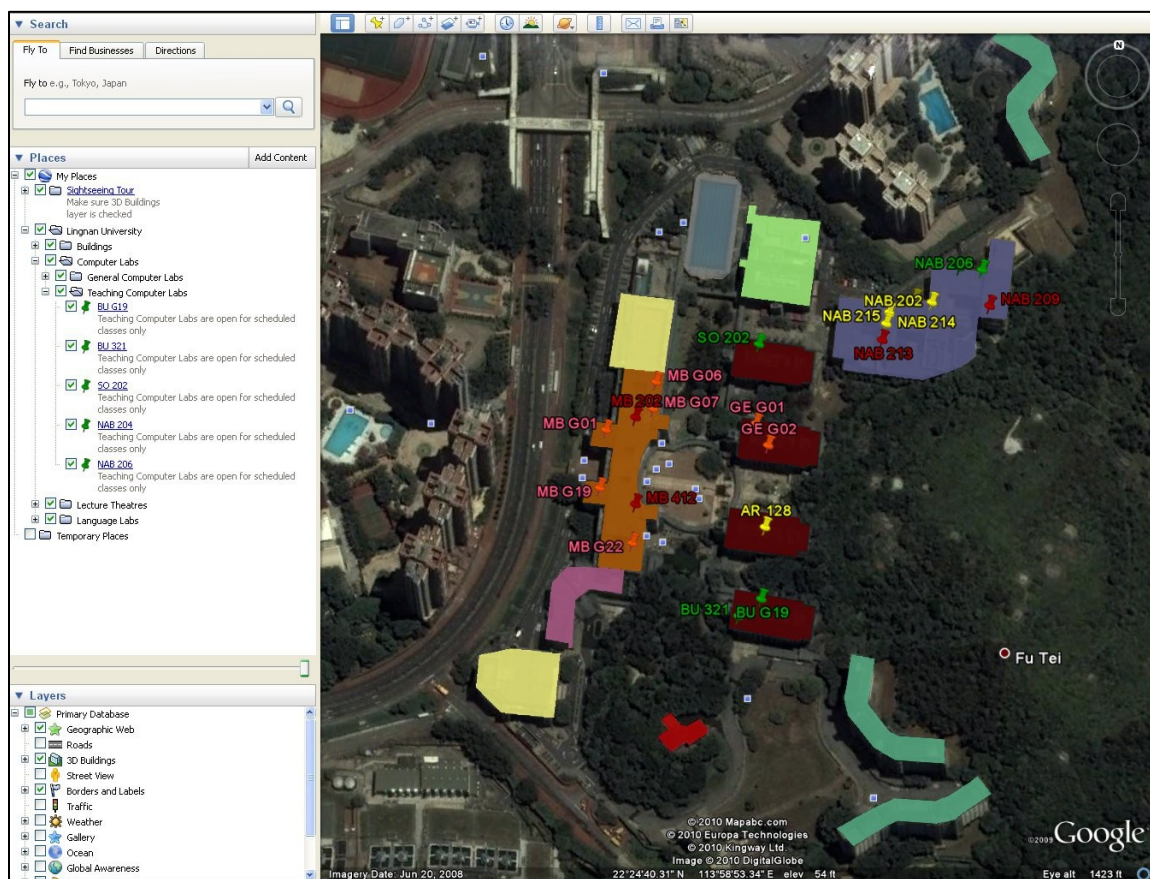 Search
Fly To
Find Businesses
Directions
Fly to e.g., Tokyo, Japan
Places
Add Content
My Places
Sightseeing Tour
Make sure 3D Buildings
layer is checked
Lingnan University
Buildings
Computer Labs
General Computer Labs
Teaching Computer Labs
BU G19
Teaching Computer Labs are open for scheduled
classes only
BU 321
Teaching Computer Labs are open for scheduled
classes only
SO 202
Teaching Computer Labs are open for scheduled
classes only
NAB 204
Teaching Computer Labs are open for scheduled
classes only
NAB 206
Teaching Computer Labs are open for scheduled
classes only
Lecture Theatres
Language Labs
Temporary Places
Layers
Primary Database
Geographic Web
Roads
3D Buildings
Street View
Borders and Labels
Traffic
Weather
Gallery
Ocean
Global Awareness
N
NAB 206
NAB 202
NAB 209
NAB 215
NAB 214
NAB 213
SO 202
MB G06
MB 202
MB G07
MB G01
GE G01
GE G02
MB G19
MB 412
AR 128
MB G22
BU 321
BU G19
Fu Tei
© 2010 Mapabc.com
© 2010 Europa Technologies
© 2010 Kingway Ltd.
Image © 2010 DigitalGlobe
©2009 Google
Imagery Date: Jun 20, 2008
22°24'40.31" N 113°58'53.34" E elev 54 ft
Eye alt 1423 ft